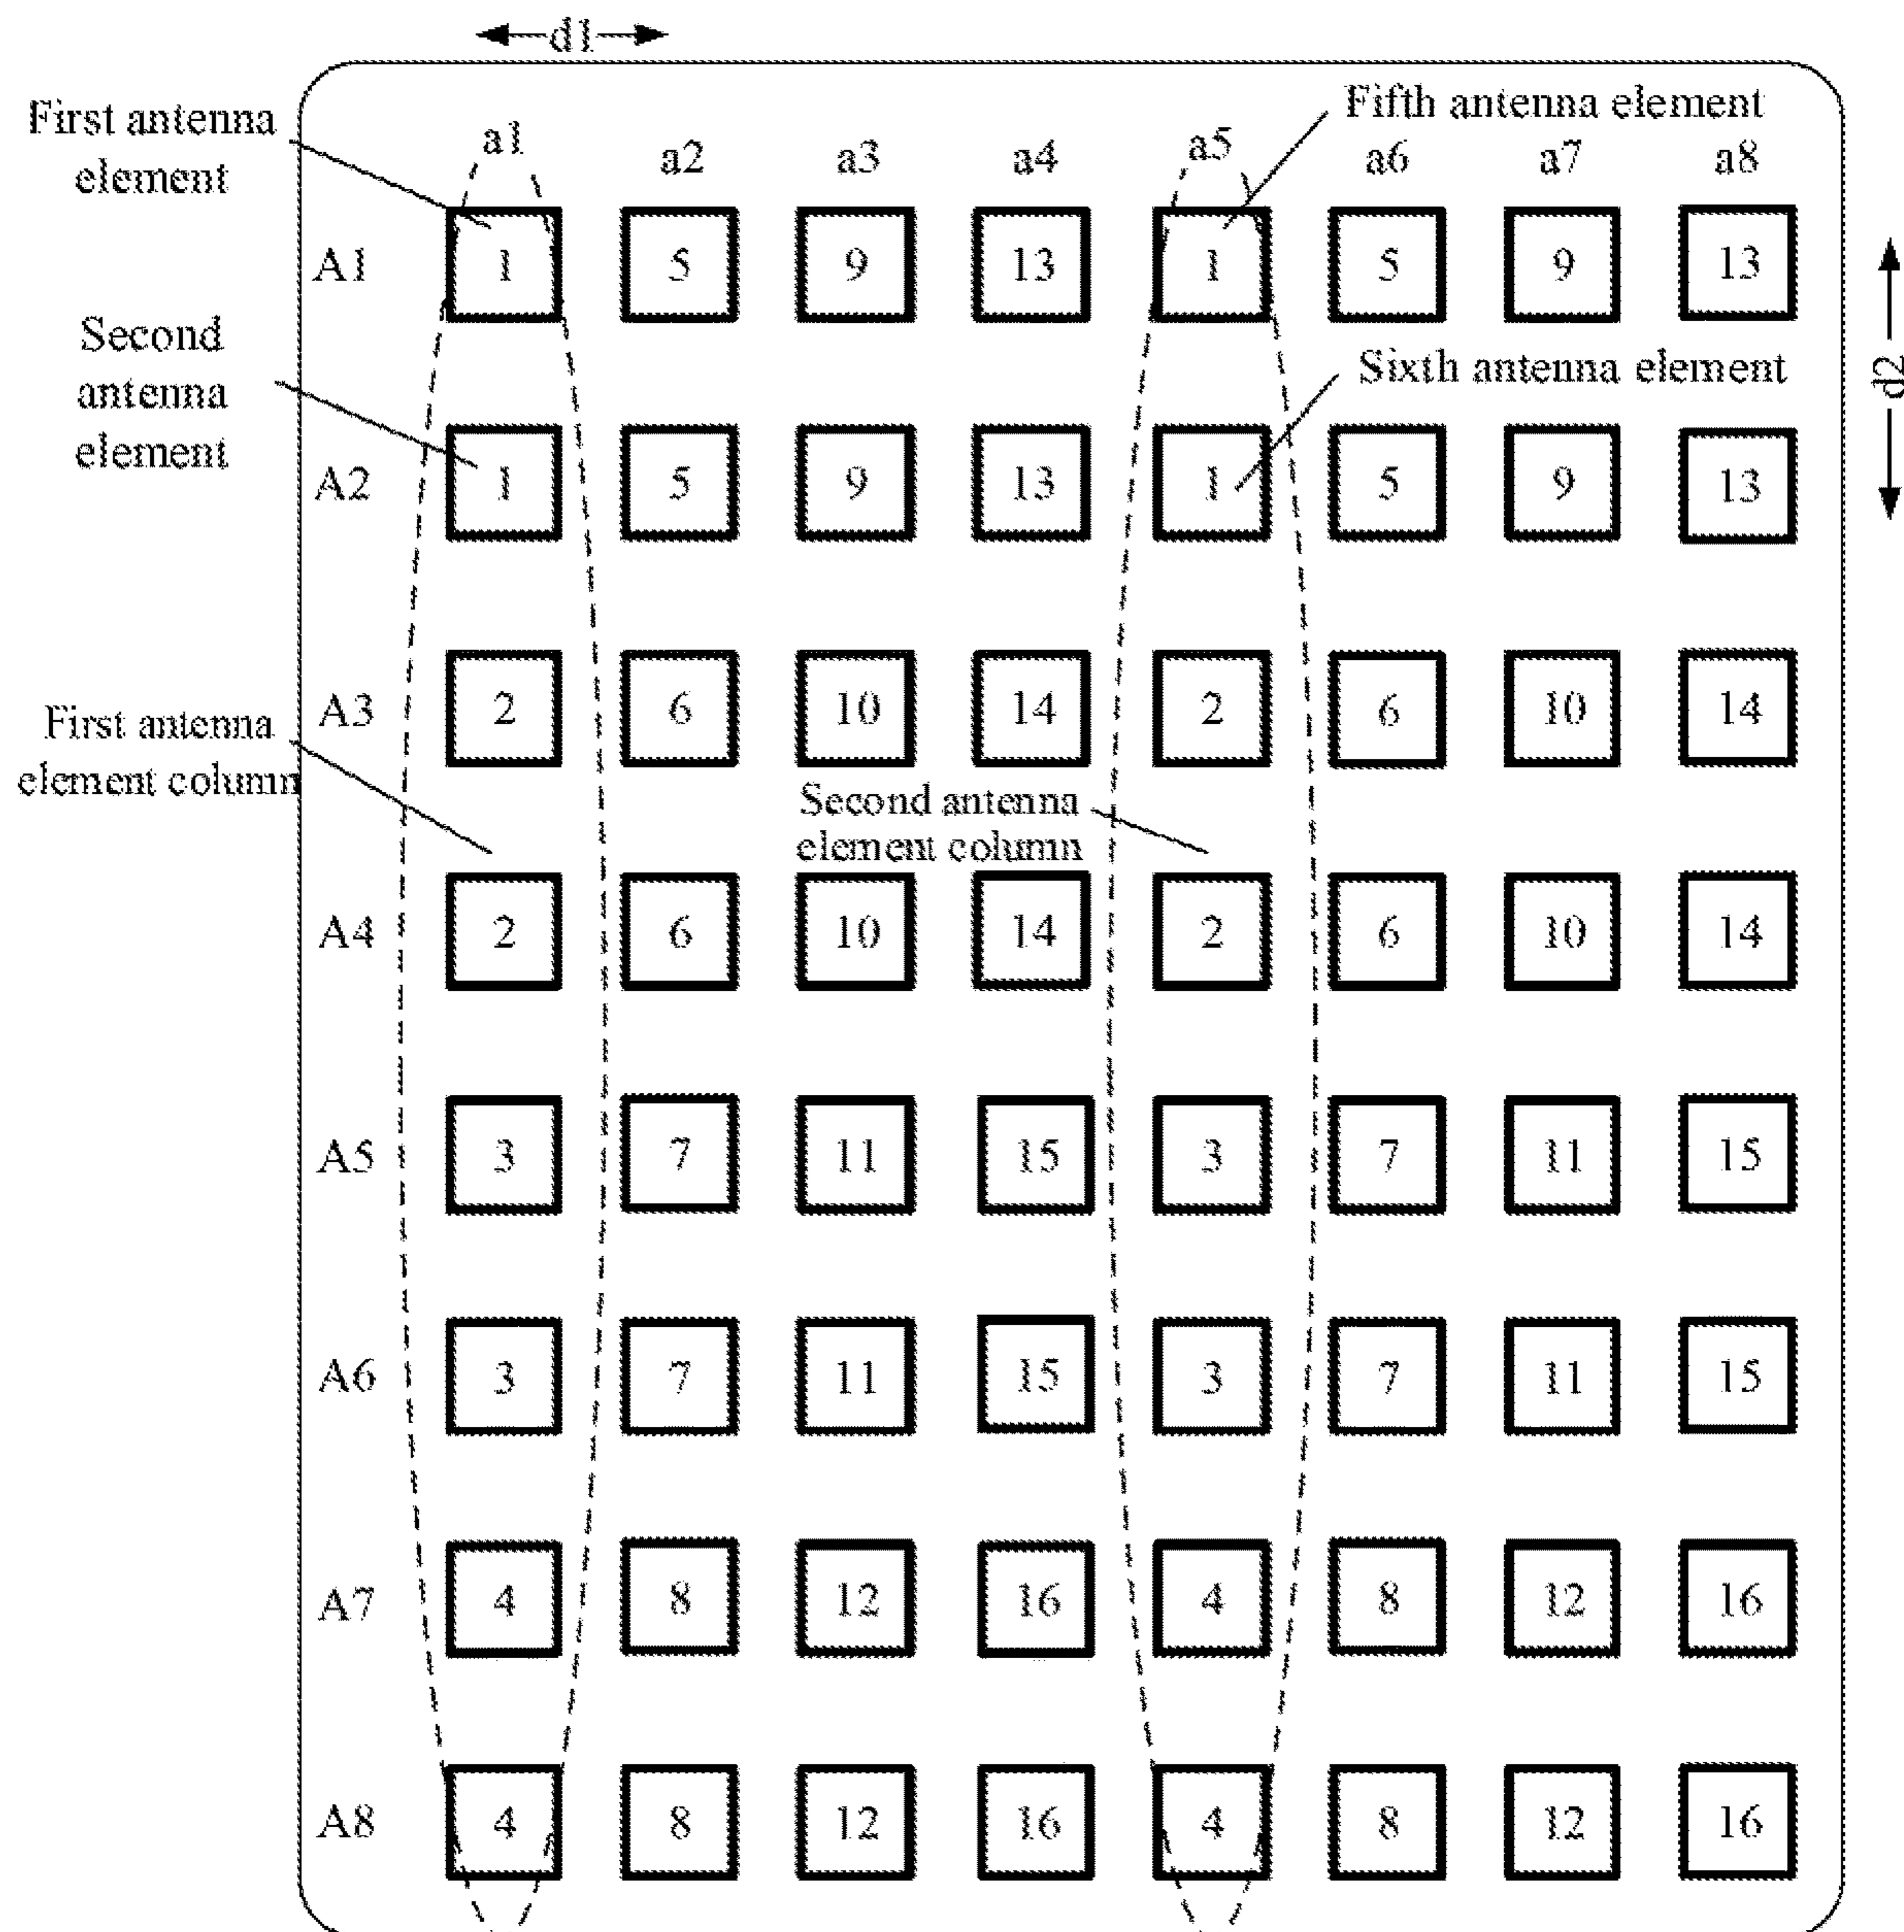 d1
First antenna
element
Fifth antenna element
a1 a2 a3 a4 a5 a6 a7 a8
A1 1 5 9 13 1 5 9 13
Second
antenna
element
Sixth antenna element
d2
A2 1 5 9 13 1 5 9 13
A3 2 6 10 14 2 6 10 14
First antenna
element column
Second antenna
element column
A4 2 6 10 14 2 6 10 14
A5 3 7 11 15 3 7 11 15
A6 3 7 11 15 3 7 11 15
A7 4 8 12 16 4 8 12 16
A8 4 8 12 16 4 8 12 16